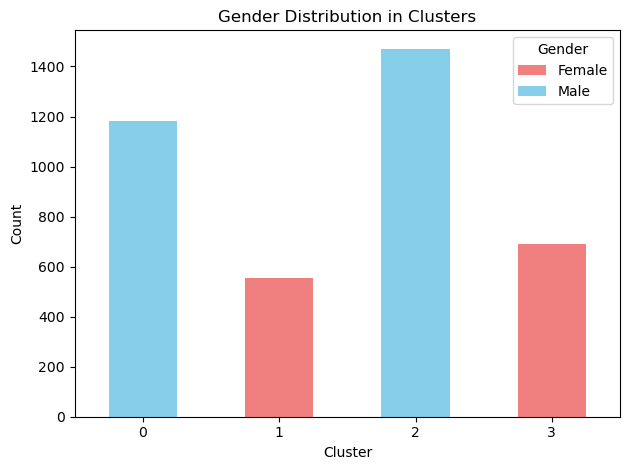 Gender Distribution in Clusters
Gender
Female
Male
1400
1200
1000
800
600
400
200
0
Count
0 1 2 3
Cluster